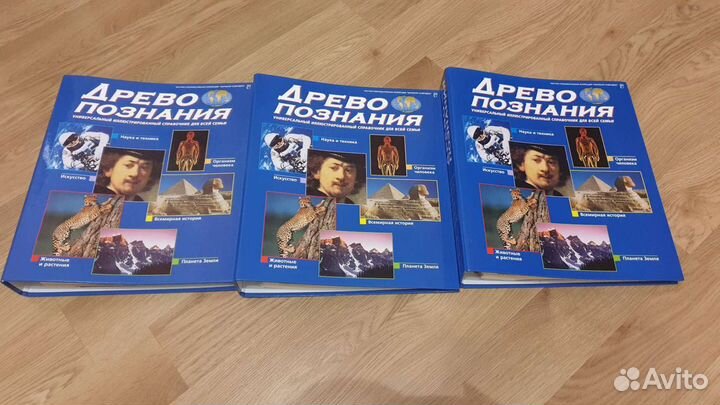 ДРЕВО
ПОЗНАНИЯ
УНИВЕРСАЛЬНЫЙ ИЛЛЮСТРИРОВАННЫЙ СПРАВОЧНИК ДЛЯ ВСЕЙ СЕМЬИ
Наука и техника
Организм
человека
Искусство
Всемирная история
Животные
и растения
Планета Земля
ДРЕВО
ПОЗНАНИЯ
УНИВЕРСАЛЬНЫЙ ИЛЛЮСТРИРОВАННЫЙ СПРАВОЧНИК ДЛЯ ВСЕЙ СЕМЬИ
Наука и техника
Организм
человека
Искусство
Всемирная история
Животные
и растения
Планета Земля
ДРЕВО
ПОЗНАНИЯ
УНИВЕРСАЛЬНЫЙ ИЛЛЮСТРИРОВАННЫЙ СПРАВОЧНИК ДЛЯ ВСЕЙ СЕМЬИ
Наука и техника
Организм
человека
Искусство
Всемирная история
Животные
и растения
Планета Земля
Avito